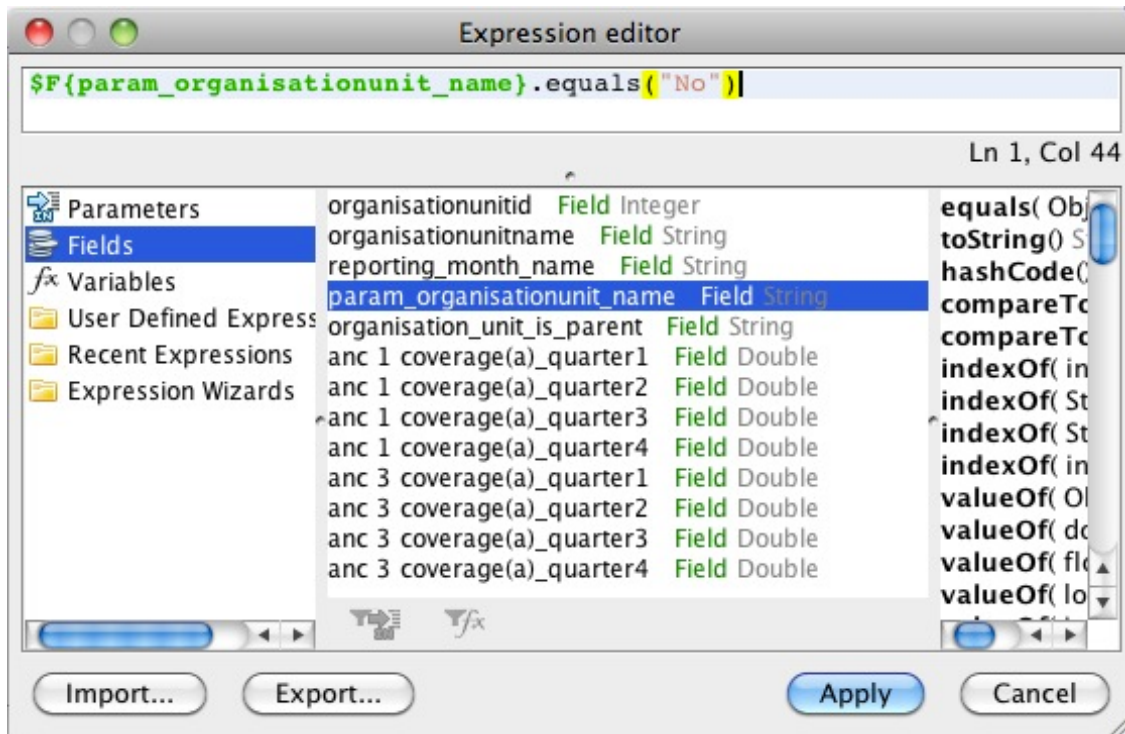 Expression editor
$F{param_organisationunit_name}.equals("No")
Ln 1, Col 44
Parameters
Fields
fx Variables
User Defined Express
Recent Expressions
Expression Wizards
organisationunitid Field Integer
organisationunitname Field String
reporting_month_name Field String
param_organisationunit_name Field String
organisation_unit_is_parent Field String
anc 1 coverage(a)_quarter1 Field Double
anc 1 coverage(a)_quarter2 Field Double
anc 1 coverage(a)_quarter3 Field Double
anc 1 coverage(a)_quarter4 Field Double
anc 3 coverage(a)_quarter1 Field Double
anc 3 coverage(a)_quarter2 Field Double
anc 3 coverage(a)_quarter3 Field Double
anc 3 coverage(a)_quarter4 Field Double
equals( Obj
toString() S
hashCode()
compareTo
compareTo
indexOf( in
indexOf( St
indexOf( St
indexOf( in
valueOf( Ob
valueOf( do
valueOf( flo
valueOf( lo
Import... Export... Apply Cancel